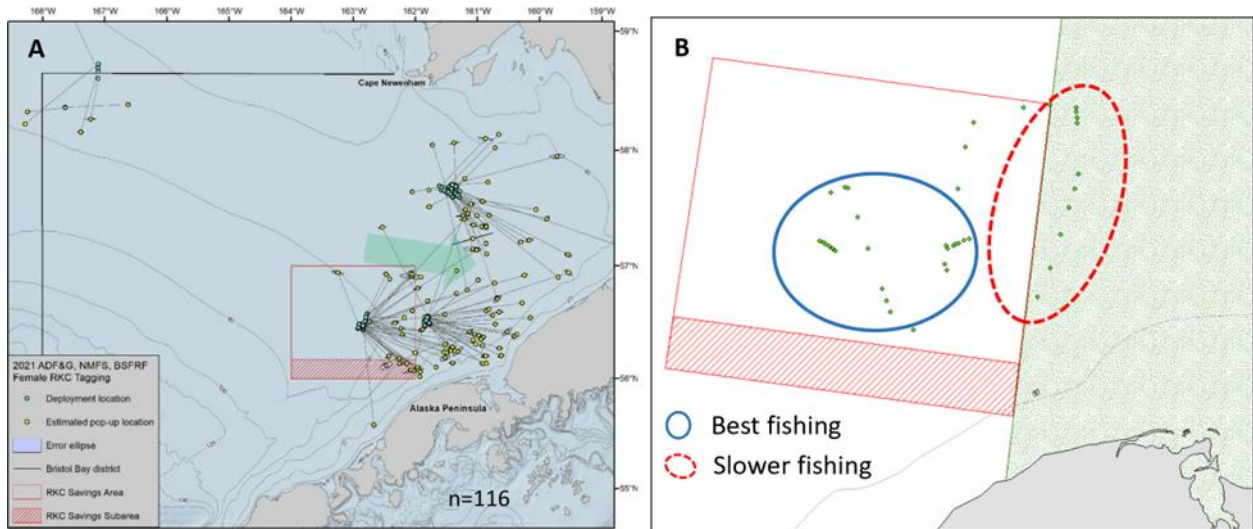 168°W 167°W 166°W 165°W 164°W 163°W 162°W 161°W 160°W 159°W
A
B
59°N
Cape Newenham
58°N
57°N
56°N
55°N
Alaska Peninsula
n=116
2021 ADF&G, NMFS, BSFRF
Female RKC Tagging
Deployment location
Estimated pop-up location
Error ellipse
Bristol Bay district
RKC Savings Area
RKC Savings Subarea
Best fishing
Slower fishing